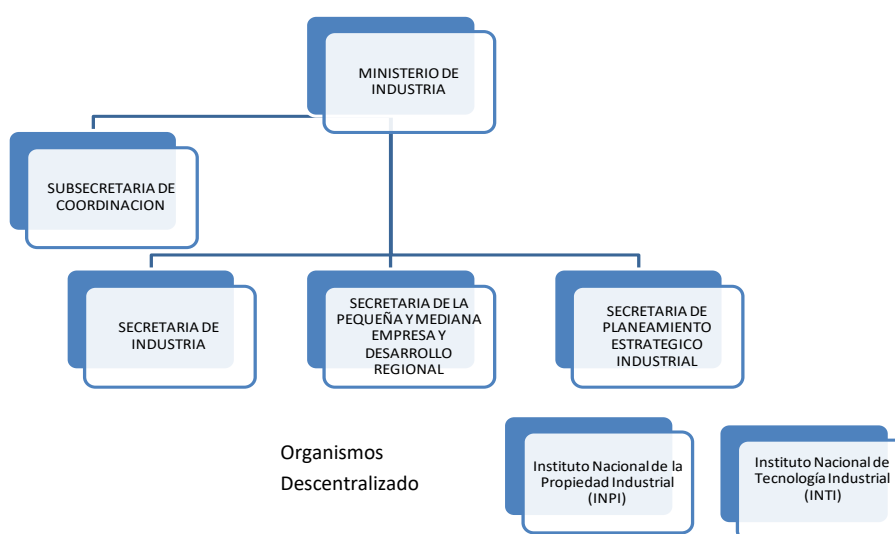 MINISTERIO DE
INDUSTRIA
SUBSECRETARIA DE
COORDINACION
SECRETARIA DE
INDUSTRIA
SECRETARIA DE LA
PEQUEÑA Y MEDIANA
EMPRESA Y
DESARROLLO
REGIONAL
SECRETARIA DE
PLANEAMIENTO
ESTRATEGICO
INDUSTRIAL
Organismos
Descentralizado
Instituto Nacional de la
Propiedad Industrial
(INPI)
Instituto Nacional de
Tecnología Industrial
(INTI)